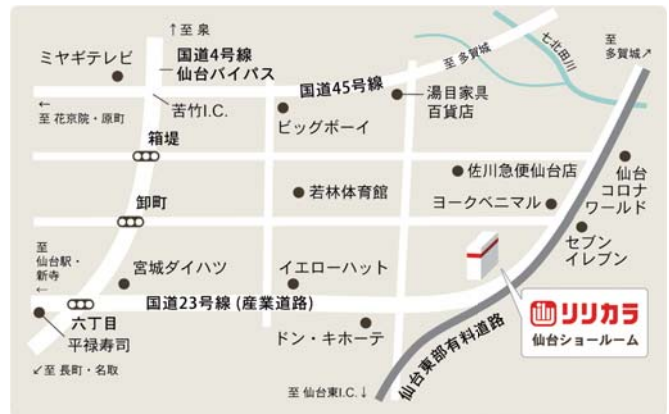 ↑至 泉
ミヤギテレビ
国道4号線
仙台バイパス
国道45号線
至 多賀城
七北田川
至
多賀城↗
←
至 花京院・原町
苦竹I.C.
ビッグボーイ
湯目家具
百貨店
箱堤
佐川急便仙台店
仙台
コロナ
ワールド
若林体育館
ヨークベニマル
卸町
セブン
イレブン
至
仙台駅・
新寺
←
宮城ダイハツ
イエローハット
国道23号線 (産業道路)
六丁目
平禄寿司
ドン・キホーテ
仙台東部有料道路
リリカラ
仙台ショールーム
↙至 長町・名取
至 仙台東I.C.↓